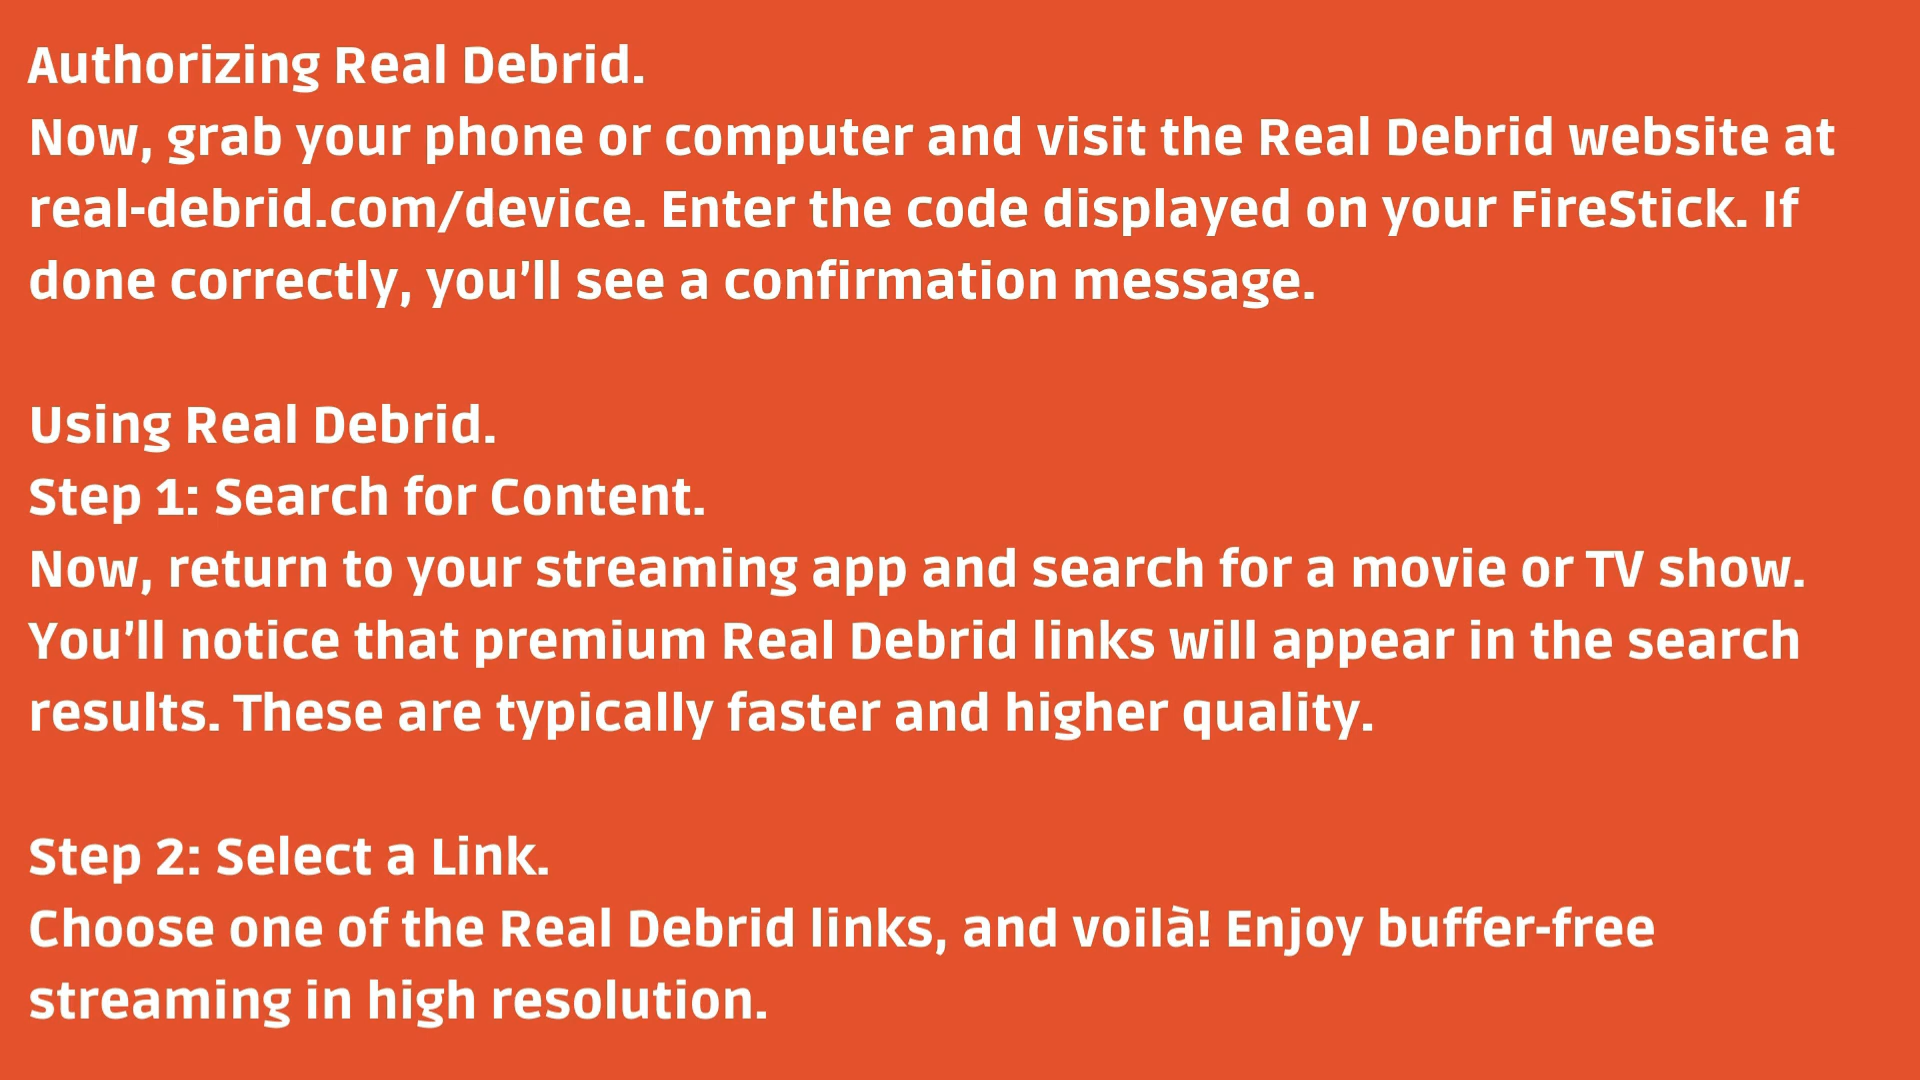 Authorizing Real Debrid.
Now, grab your phone or computer and visit the Real Debrid website at
real-debrid.com/device. Enter the code displayed on your FireStick. If
done correctly, you’ll see a confirmation message.
Using Real Debrid.
Step 1: Search for Content.
Now, return to your streaming app and search for a movie or TV show.
You’ll notice that premium Real Debrid links will appear in the search
results. These are typically faster and higher quality.
Step 2: Select a Link.
Choose one of the Real Debrid links, and voilà! Enjoy buffer-free
streaming in high resolution.